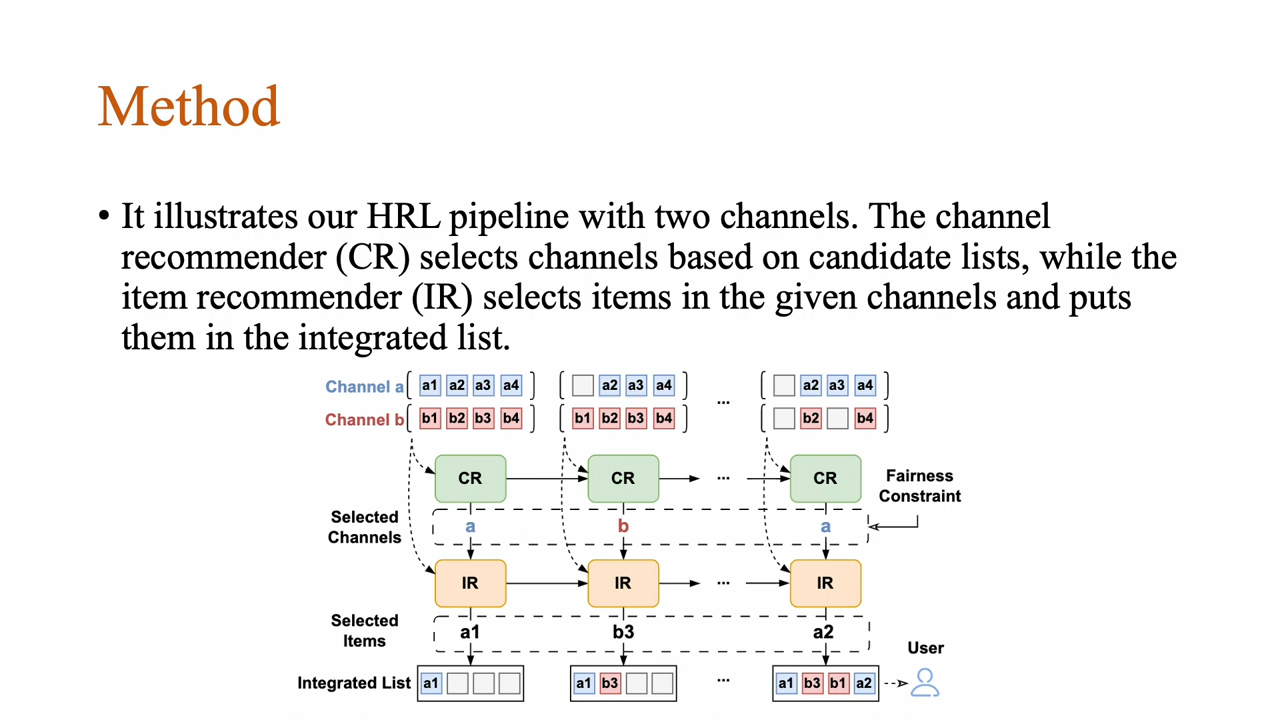 Method
• It illustrates our HRL pipeline with two channels. The channel
recommender (CR) selects channels based on candidate lists, while the
item recommender (IR) selects items in the given channels and puts
them in the integrated list.
Channel a a1 a2 a3 a4 a2 a3 a4 ... a2 a3 a4
Channel b b1 b2 b3 b4 b1 b2 b3 b4 b2 b4
CR CR ... CR
Fairness
Constraint
Selected
Channels
a b a
IR IR ... IR
Selected
Items
a1 b3 a2
User
Integrated List a1 a1 b3 ... a1 b3 b1 a2